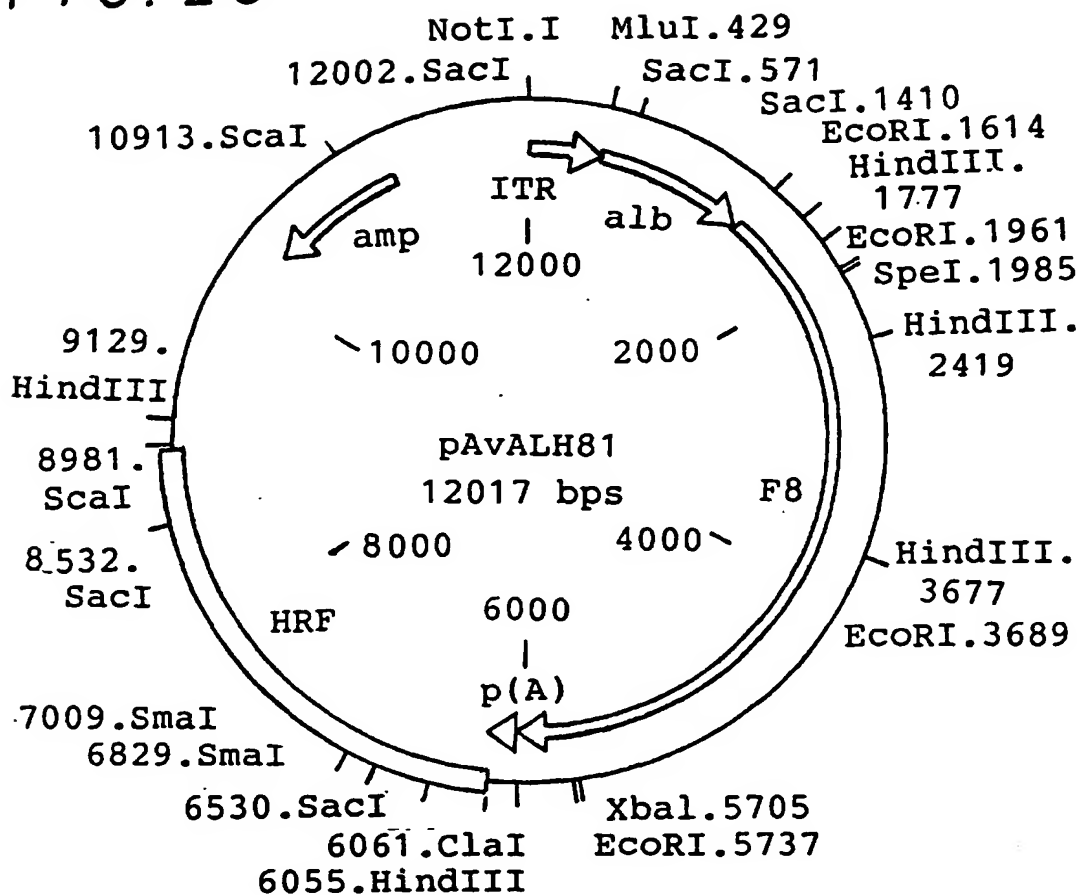 NotI.I MluI.429
12002.SacI SacI.571
SacI.1410
10913.ScaI EcoRI.1614
HindIII.
1777
ITR
amp alb EcoRI.1961
12000 SpeI.1985
9129. 10000 2000 HindIII.
HindIII 2419
pAvALH81
8981. 12017 bps F8
ScaI
8532. 8000 4000 HindIII.
SacI 3677
HRF 6000 EcoRI.3689
p(A)
7009.SmaI
6829.SmaI
6530.SacI Xbal.5705
6061.ClaI EcoRI.5737
6055.HindIII